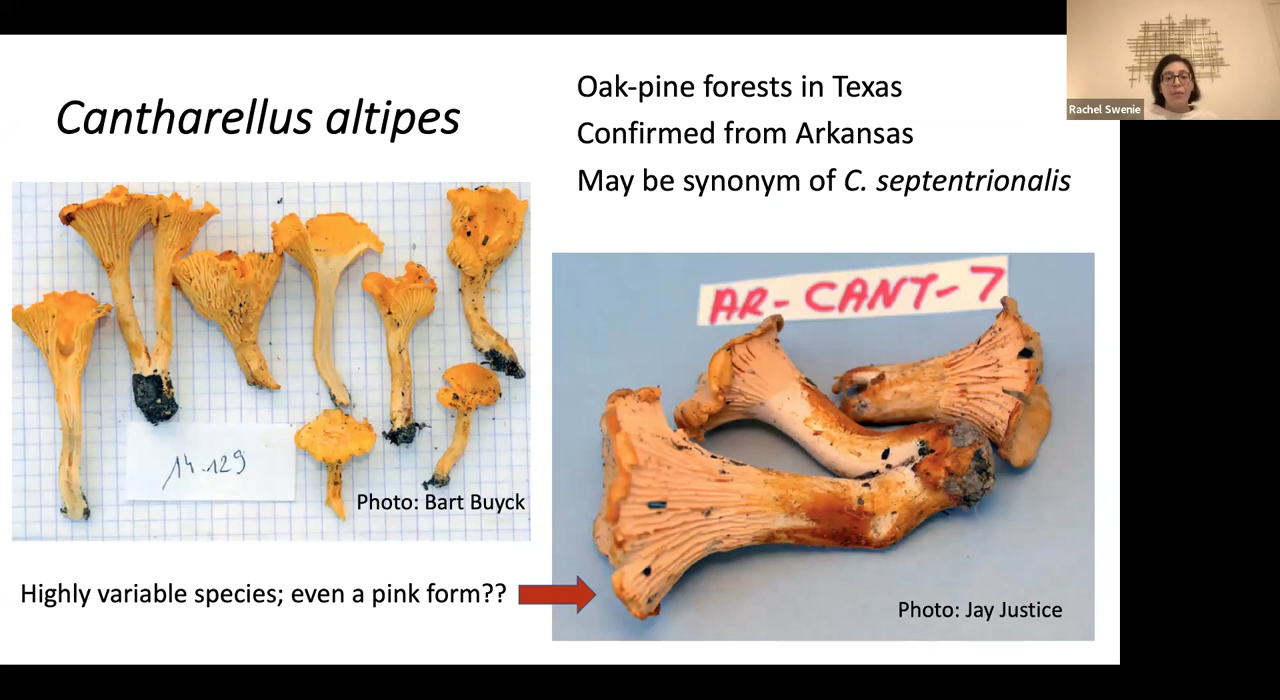 Cantharellus altipes
Oak-pine forests in Texas
Confirmed from Arkansas
May be synonym of C. septentrionalis
Rachel Swenie
AR-CANT-7
14.129
Photo: Bart Buyck
Highly variable species; even a pink form??
Photo: Jay Justice